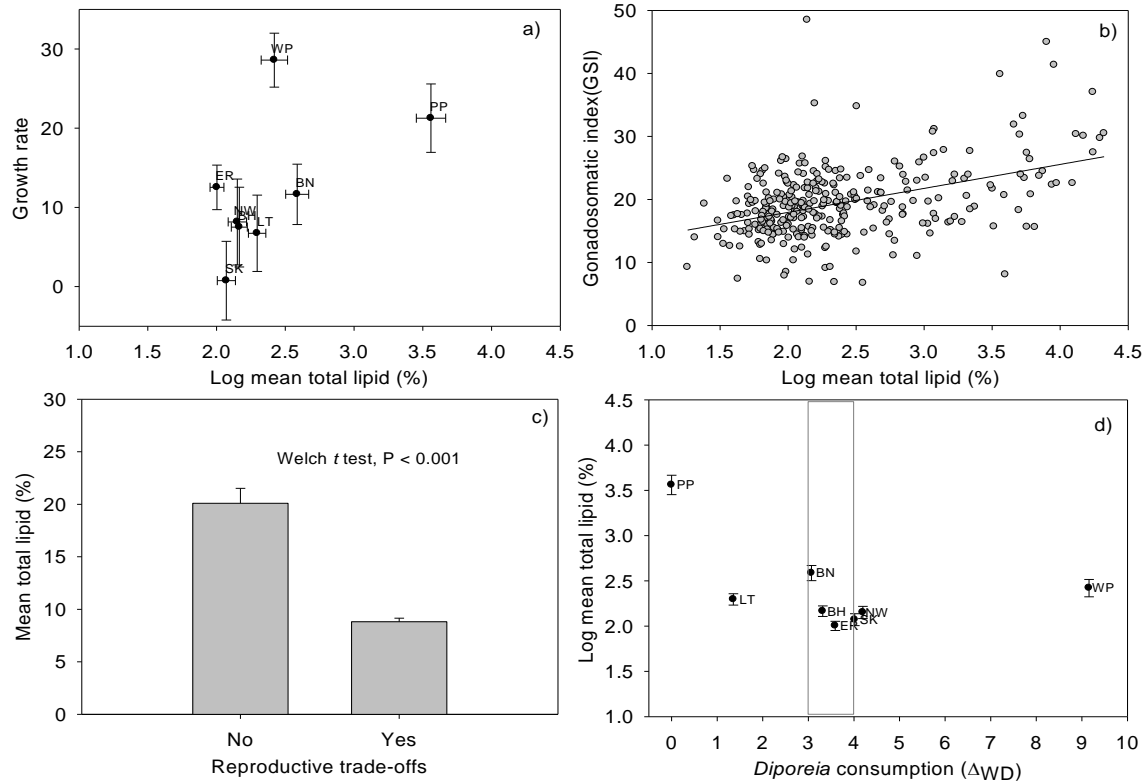 a)
30
20
10
0
Growth rate
WP
PP
ER
BN
NW
BH
LT
SK
1.0 1.5 2.0 2.5 3.0 3.5 4.0 4.5
Log mean total lipid (%)
b)
50
40
30
20
10
0
Gonadosomatic index(GSI)
1.0 1.5 2.0 2.5 3.0 3.5 4.0 4.5
Log mean total lipid (%)
c)
30
25
20
15
10
5
0
Mean total lipid (%)
Welch t test, P < 0.001
No Yes
Reproductive trade-offs
d)
4.5
4.0
3.5
3.0
2.5
2.0
1.5
1.0
Log mean total lipid (%)
PP
BN
LT
WP
BH
NW
SK
ER
0 1 2 3 4 5 6 7 8 9 10
Diporeia consumption (ΔWD)